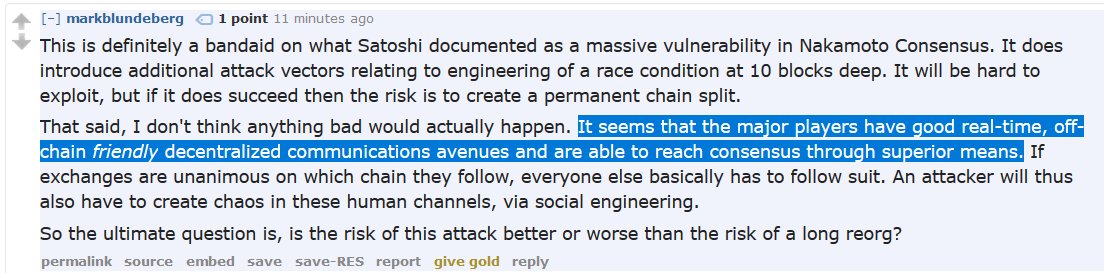 [-] markblundeberg 1 point 11 minutes ago
This is definitely a bandaid on what Satoshi documented as a massive vulnerability in Nakamoto Consensus. It does
introduce additional attack vectors relating to engineering of a race condition at 10 blocks deep. It will be hard to
exploit, but if it does succeed then the risk is to create a permanent chain split.
That said, I don't think anything bad would actually happen. It seems that the major players have good real-time, off-
chain friendly decentralized communications avenues and are able to reach consensus through superior means. If
exchanges are unanimous on which chain they follow, everyone else basically has to follow suit. An attacker will thus
also have to create chaos in these human channels, via social engineering.
So the ultimate question is, is the risk of this attack better or worse than the risk of a long reorg?
permalink source embed save save-RES report give gold reply